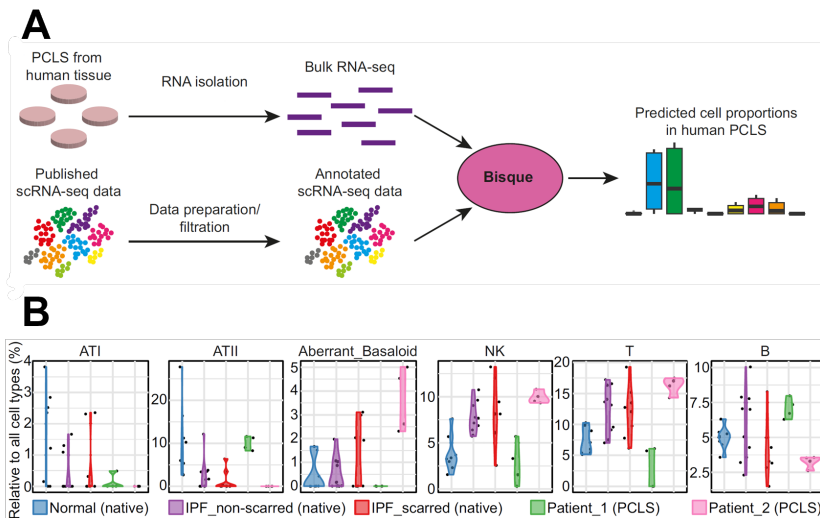 A
PCLS from
human tissue
RNA isolation
Bulk RNA-seq
Predicted cell proportions
in human PCLS
Published
scRNA-seq data
Data preparation/
filtration
Annotated
scRNA-seq data
Bisque
B
Relative to all cell types (%)
ATI
4
3
2
1
0
ATII
20
0
Aberrant_Basaloid
5
4
3
2
1
0
NK
10
5
0
T
20
15
10
5
0
B
10
7.5
5.0
2.5
Normal (native) IPF_non-scarred (native) IPF_scarred (native) Patient_1 (PCLS) Patient_2 (PCLS)